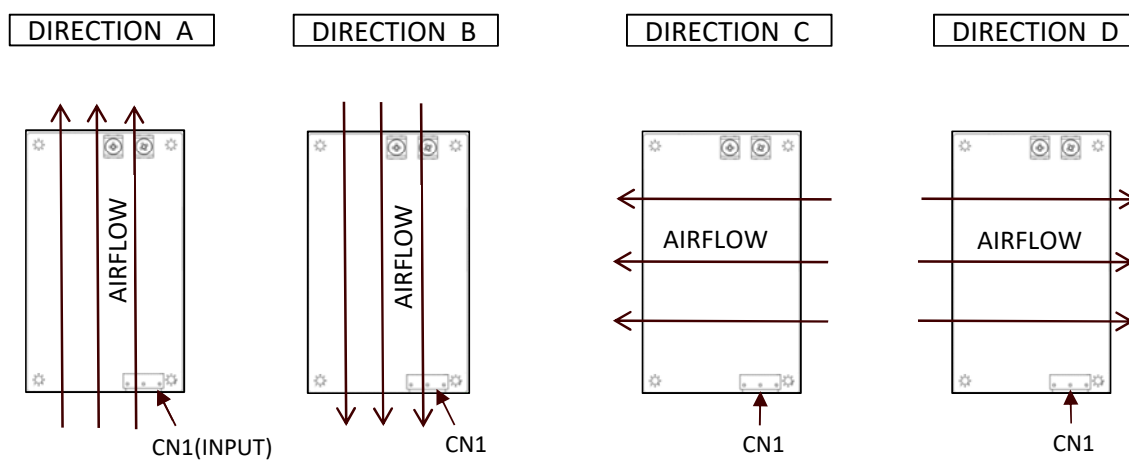 DIRECTION A
DIRECTION B
DIRECTION C
DIRECTION D
AIRFLOW
AIRFLOW
AIRFLOW
AIRFLOW
CN1(INPUT)
CN1
CN1
CN1